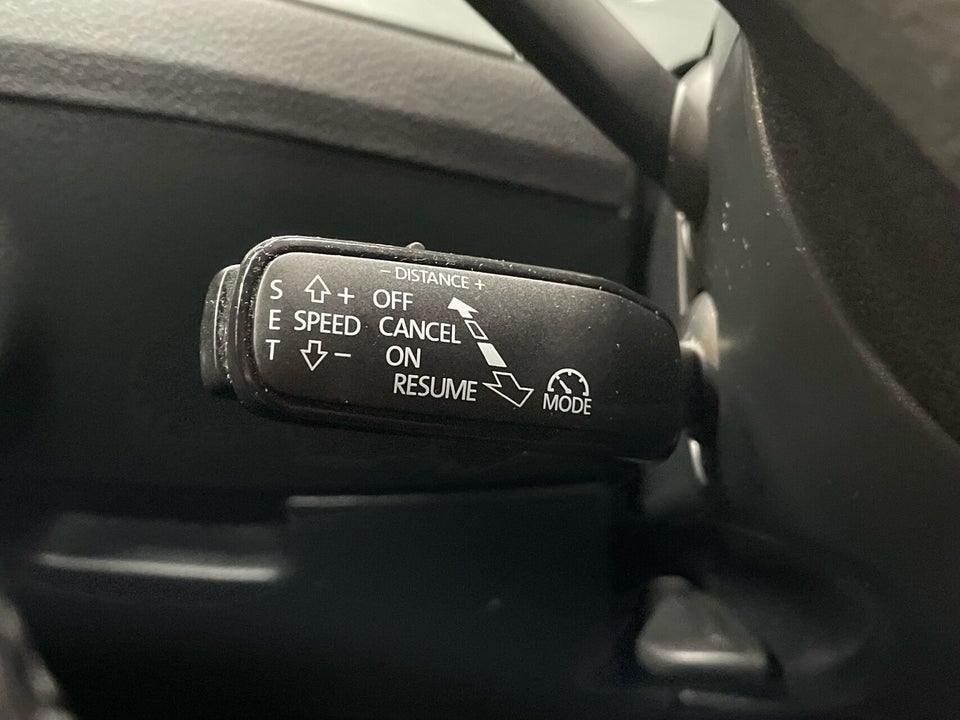 - DISTANCE +
S + OFF
E SPEED CANCEL
T - ON
RESUME
MODE